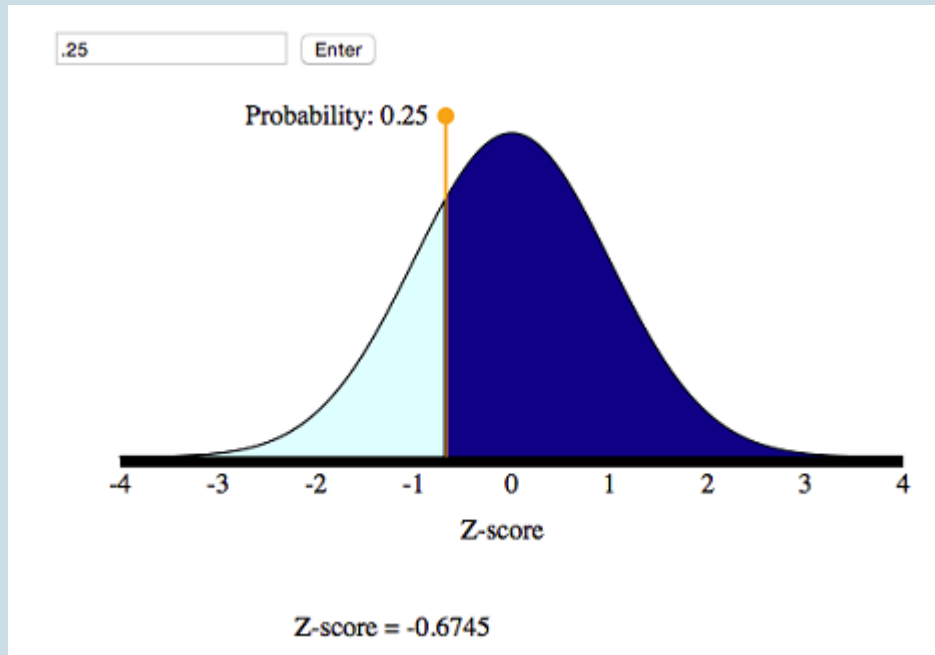 .25 Enter
Probability: 0.25
-4 -3 -2 -1 0 1 2 3 4
Z-score
Z-score = -0.6745